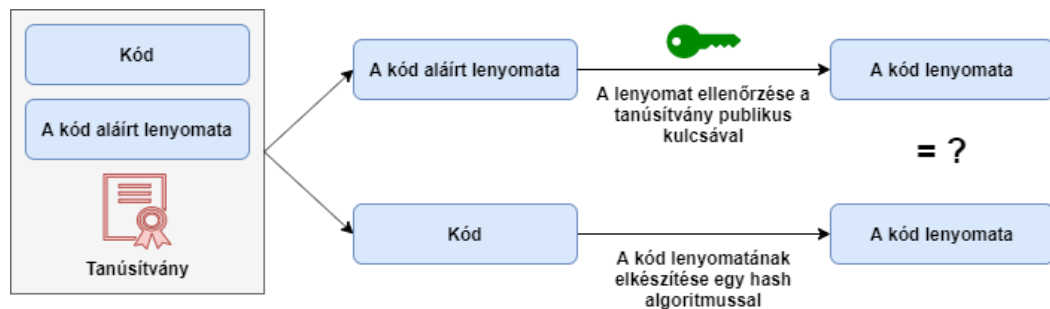 Kód
A kód aláírt lenyomata
Tanúsítvány
A kód aláírt lenyomata
A lenyomat ellenőrzése a
tanúsítvány publikus
kulcsával
A kód lenyomata
= ?
Kód
A kód lenyomatának
elkészítése egy hash
algoritmussal
A kód lenyomata